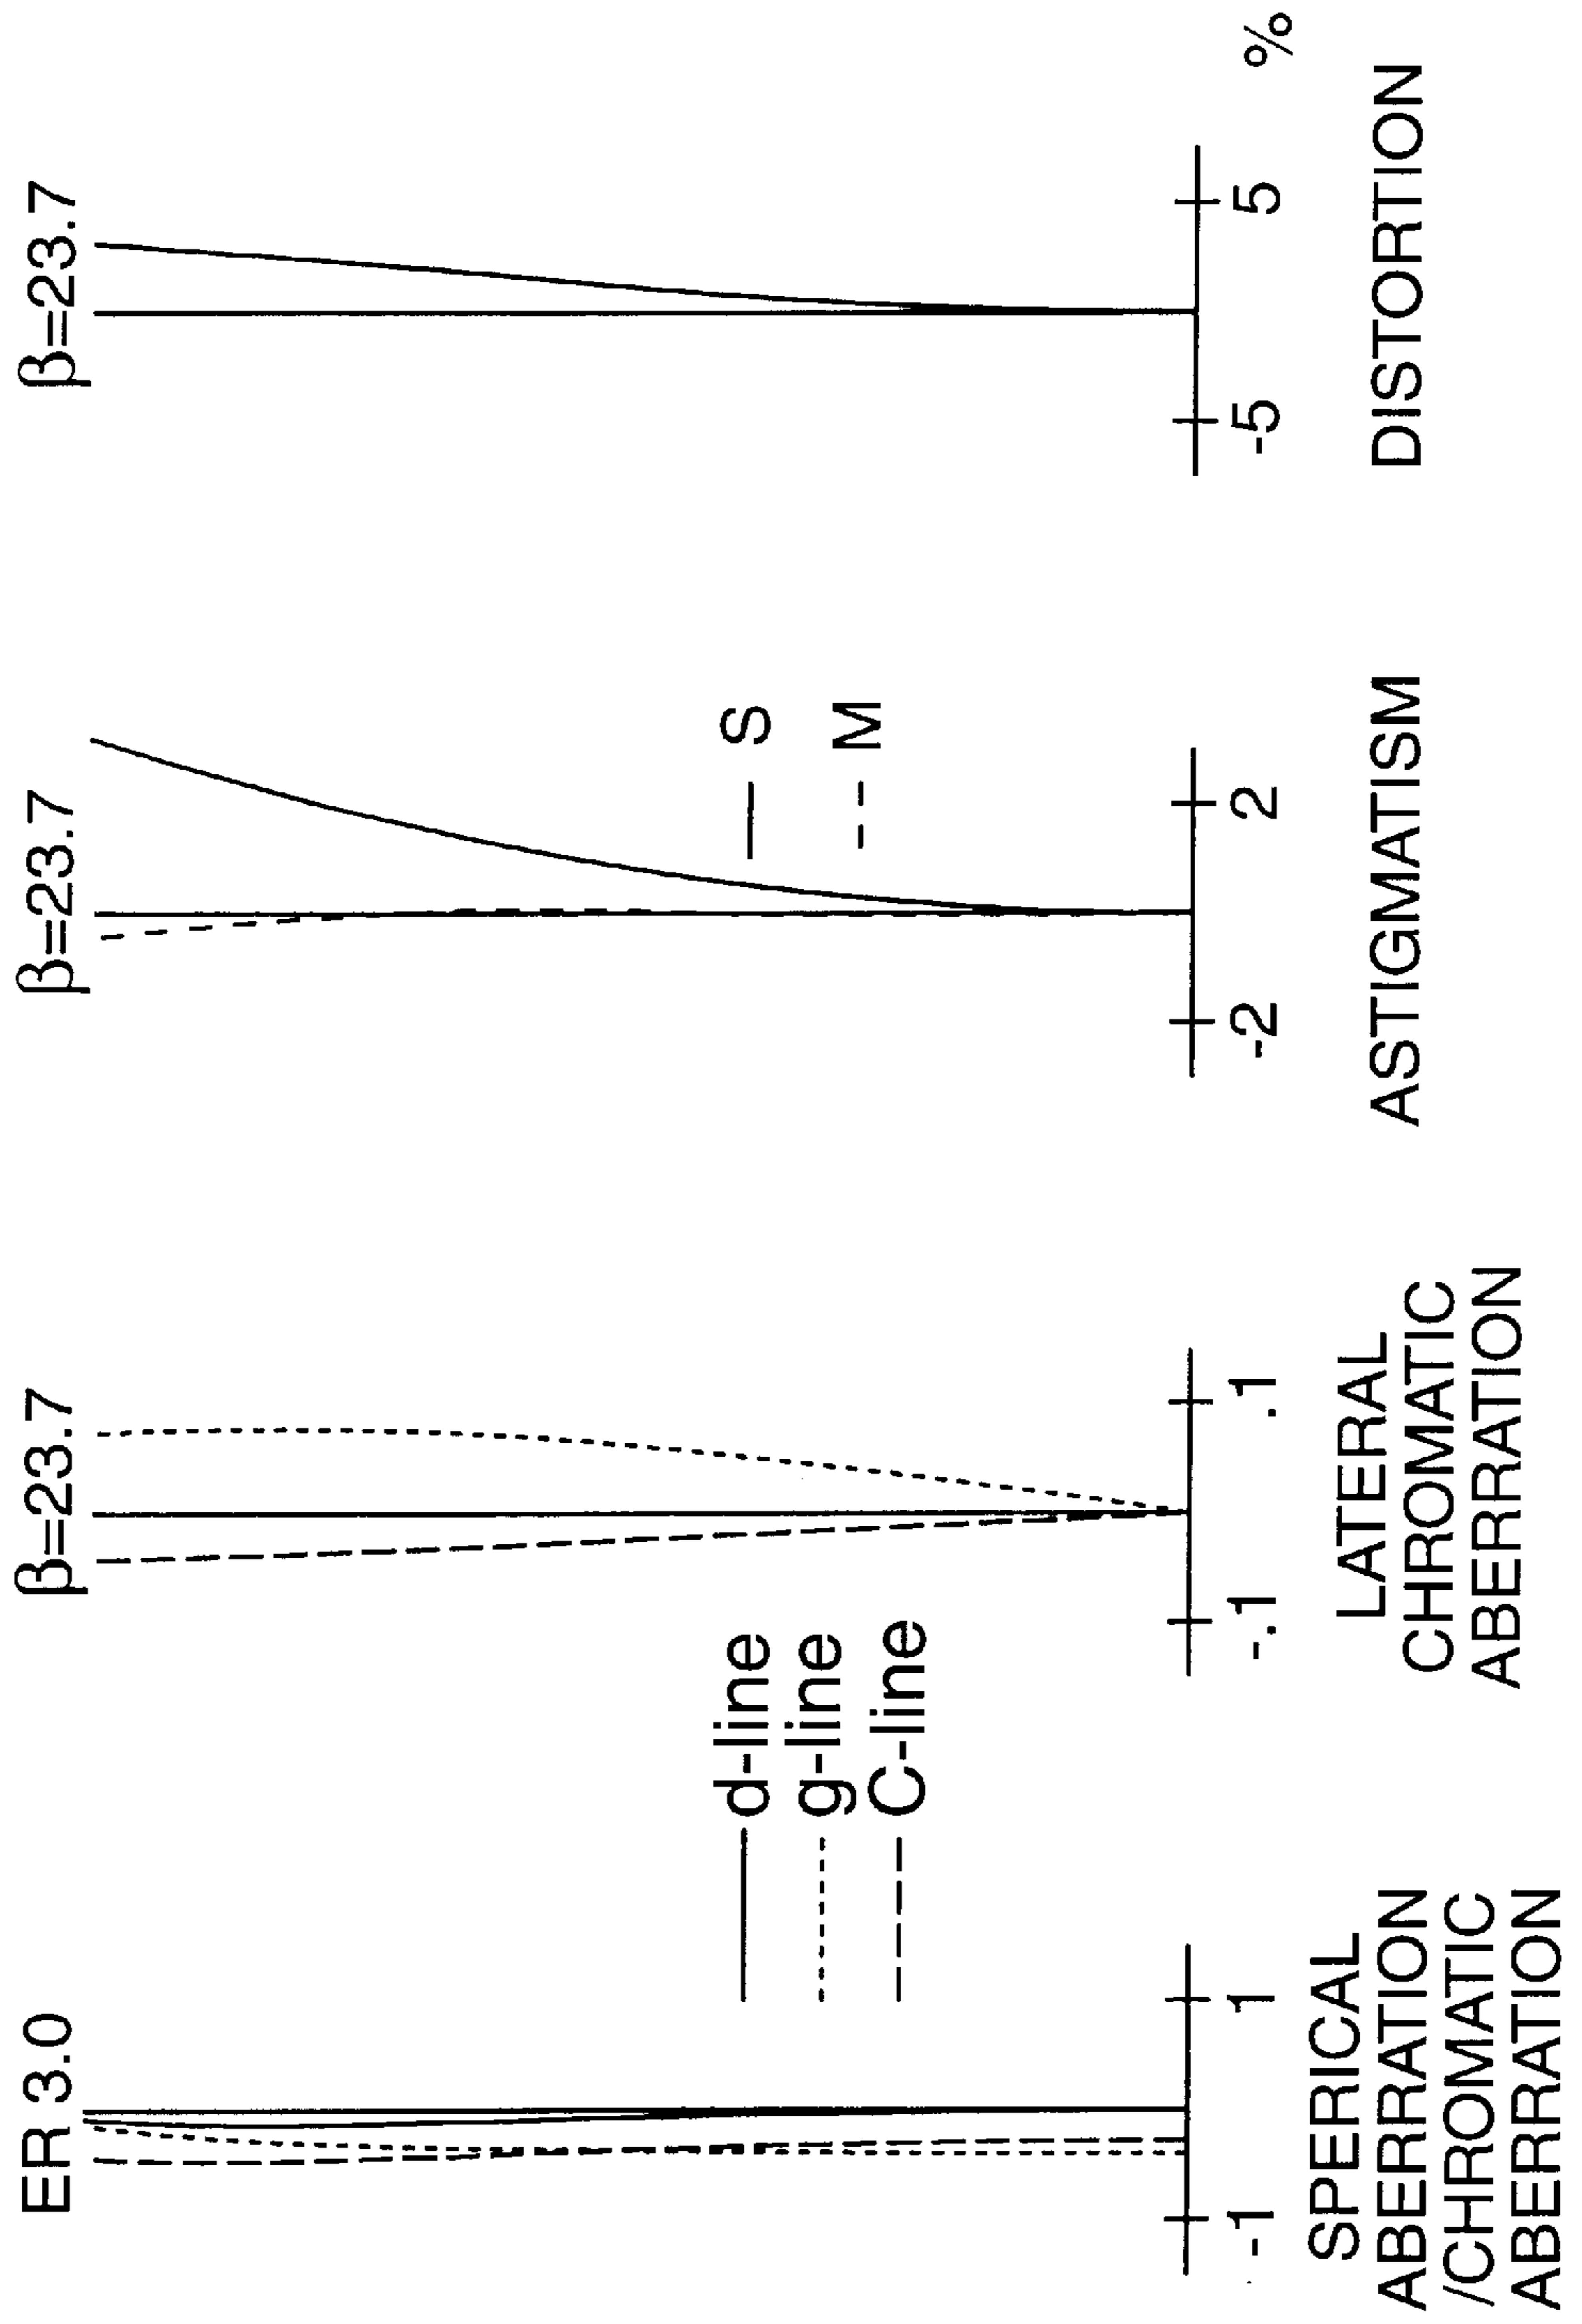 ER 3.0
-1
1
SPERICAL
ABERRATION
/CHROMATIC
ABERRATION
d-line
g-line
C-line
β=23.7
-.1
.1
LATERAL
CHROMATIC
ABERRATION
β=23.7
S
M
-2
2
ASTIGMATISM
β=23.7
-5
5
%
DISTORTION